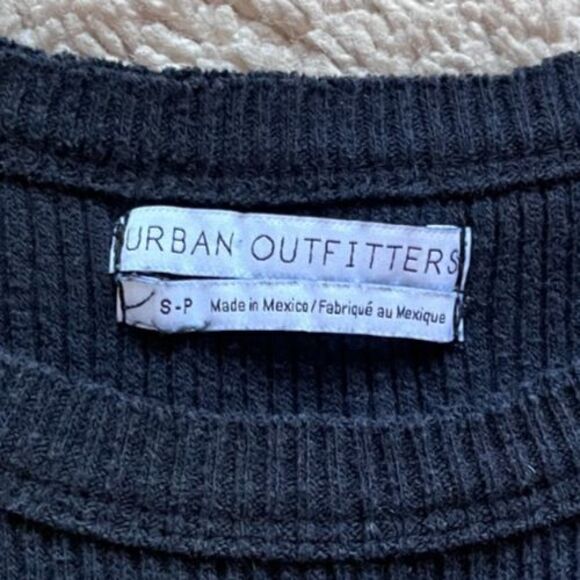 URBAN OUTFITTERS
S-P Made in Mexico/Fabriqué au Mexique